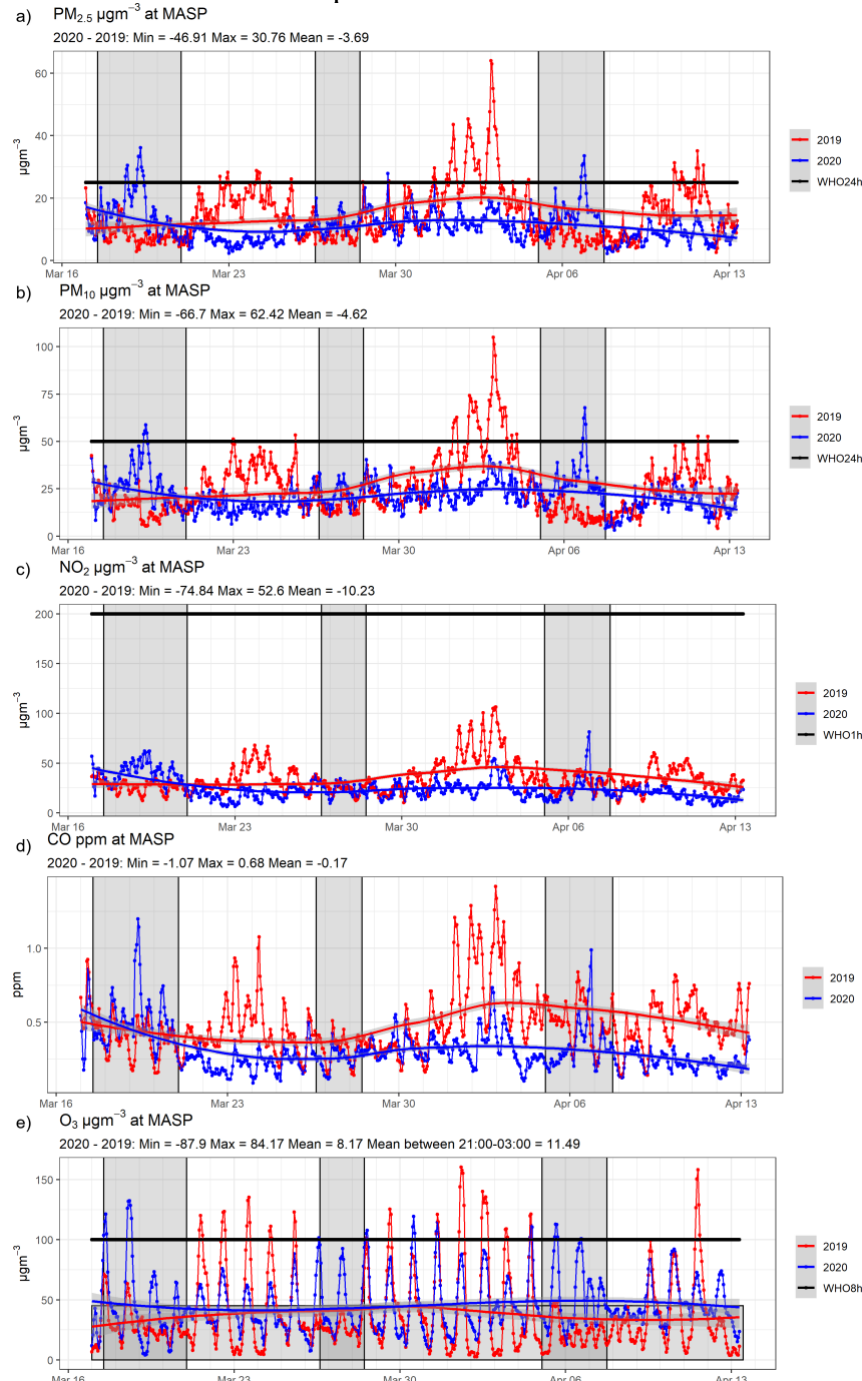 a) PM2.5 µgm−3 at MASP
2020 - 2019: Min = -46.91 Max = 30.76 Mean = -3.69
60
40
20
0
µgm−3
Mar 16 Mar 23 Mar 30 Apr 06 Apr 13
2019
2020
WHO24h
b) PM10 µgm−3 at MASP
2020 - 2019: Min = -66.7 Max = 62.42 Mean = -4.62
100
75
50
25
0
µgm−3
Mar 16 Mar 23 Mar 30 Apr 06 Apr 13
2019
2020
WHO24h
c) NO2 µgm−3 at MASP
2020 - 2019: Min = -74.84 Max = 52.6 Mean = -10.23
200
150
100
50
0
µgm−3
Mar 16 Mar 23 Mar 30 Apr 06 Apr 13
2019
2020
WHO1h
d) CO ppm at MASP
2020 - 2019: Min = -1.07 Max = 0.68 Mean = -0.17
1.0
0.5
ppm
Mar 16 Mar 23 Mar 30 Apr 06 Apr 13
2019
2020
e) O3 µgm−3 at MASP
2020 - 2019: Min = -87.9 Max = 84.17 Mean = 8.17 Mean between 21:00-03:00 = 11.49
150
100
50
0
µgm−3
Mar 16 Mar 23 Mar 30 Apr 06 Apr 13
2019
2020
WHO8h